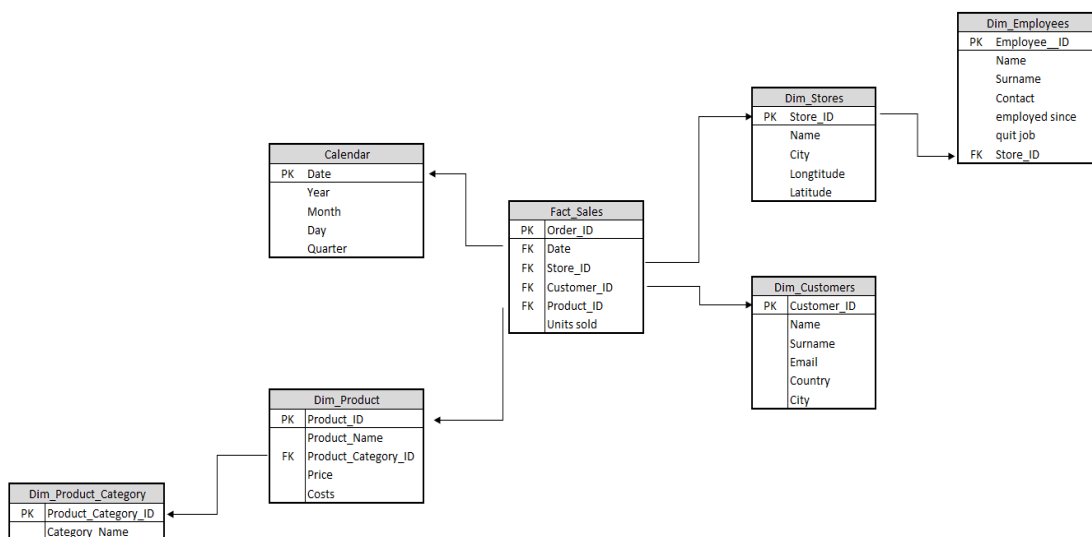 Dim_Employees
PK Employee__ID
Name
Surname
Contact
employed since
quit job
FK Store_ID
Dim_Stores
PK Store_ID
Name
City
Longtitude
Latitude
Calendar
PK Date
Year
Month
Day
Quarter
Fact_Sales
PK Order_ID
FK Date
FK Store_ID
FK Customer_ID
FK Product_ID
Units sold
Dim_Customers
PK Customer_ID
Name
Surname
Email
Country
City
Dim_Product
PK Product_ID
Product_Name
FK Product_Category_ID
Price
Costs
Dim_Product_Category
PK Product_Category_ID
Category_Name